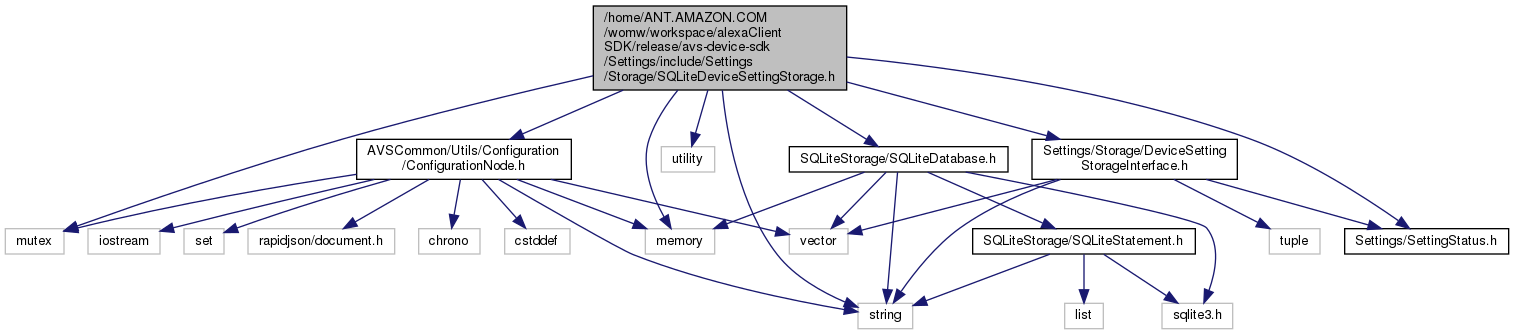 /home/ANT.AMAZON.COM
/womw/workspace/alexaClient
SDK/release/avs-device-sdk
/Settings/include/Settings
/Storage/SQLiteDeviceSettingStorage.h
AVSCommon/Utils/Configuration
/ConfigurationNode.h
utility
SQLiteStorage/SQLiteDatabase.h
Settings/Storage/DeviceSetting
StorageInterface.h
mutex
iostream
set
rapidjson/document.h
chrono
cstddef
memory
vector
SQLiteStorage/SQLiteStatement.h
tuple
Settings/SettingStatus.h
string
list
sqlite3.h